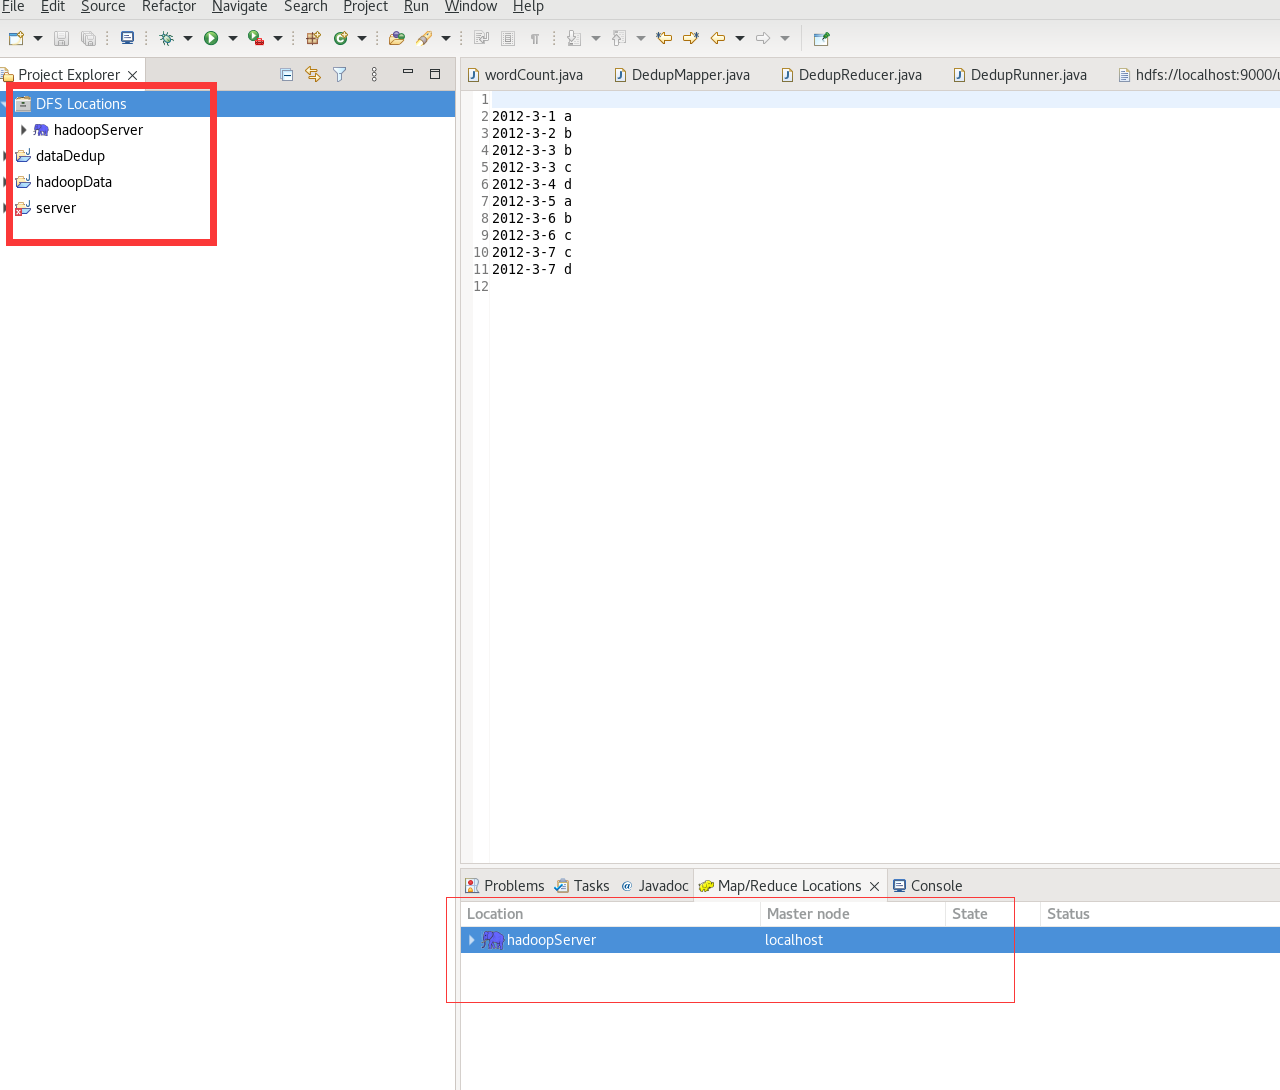 File Edit Source Refactor Navigate Search Project Run Window Help
Project Explorer
DFS Locations
hadoopServer
dataDedup
hadoopData
server
wordCount.java DedupMapper.java DedupReducer.java DedupRunner.java hdfs://localhost:9000/u
1
2 2012-3-1 a
3 2012-3-2 b
4 2012-3-3 b
5 2012-3-3 c
6 2012-3-4 d
7 2012-3-5 a
8 2012-3-6 b
9 2012-3-6 c
10 2012-3-7 c
11 2012-3-7 d
12
Problems @ Tasks Javadoc Map/Reduce Locations Console
Location Master node State Status
hadoopServer localhost